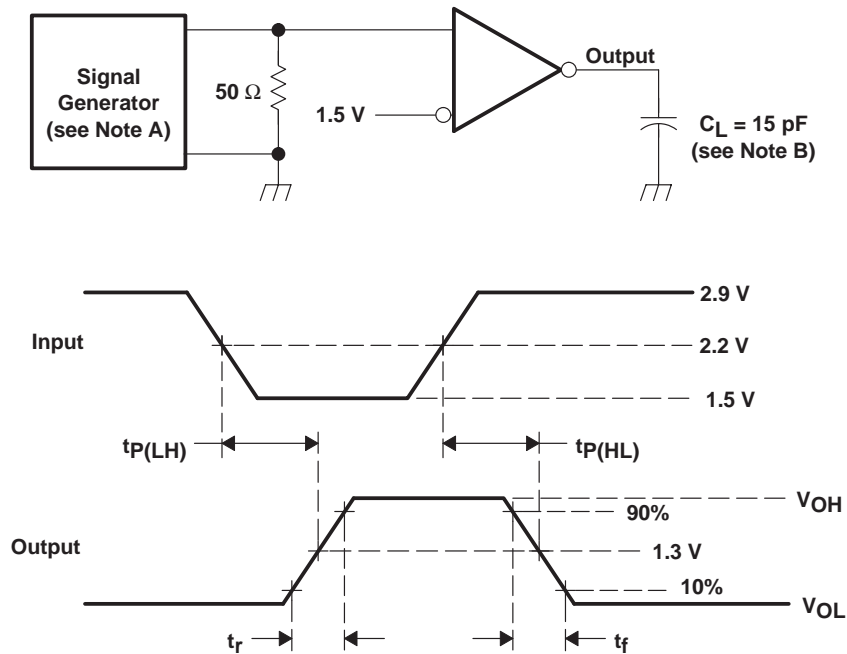 Signal
Generator
(see Note A)
50 Ω
1.5 V
Output
CL = 15 pF
(see Note B)
Input
2.9 V
2.2 V
1.5 V
tP(LH)
tP(HL)
Output
VOH
90%
1.3 V
10%
VOL
tr
tf